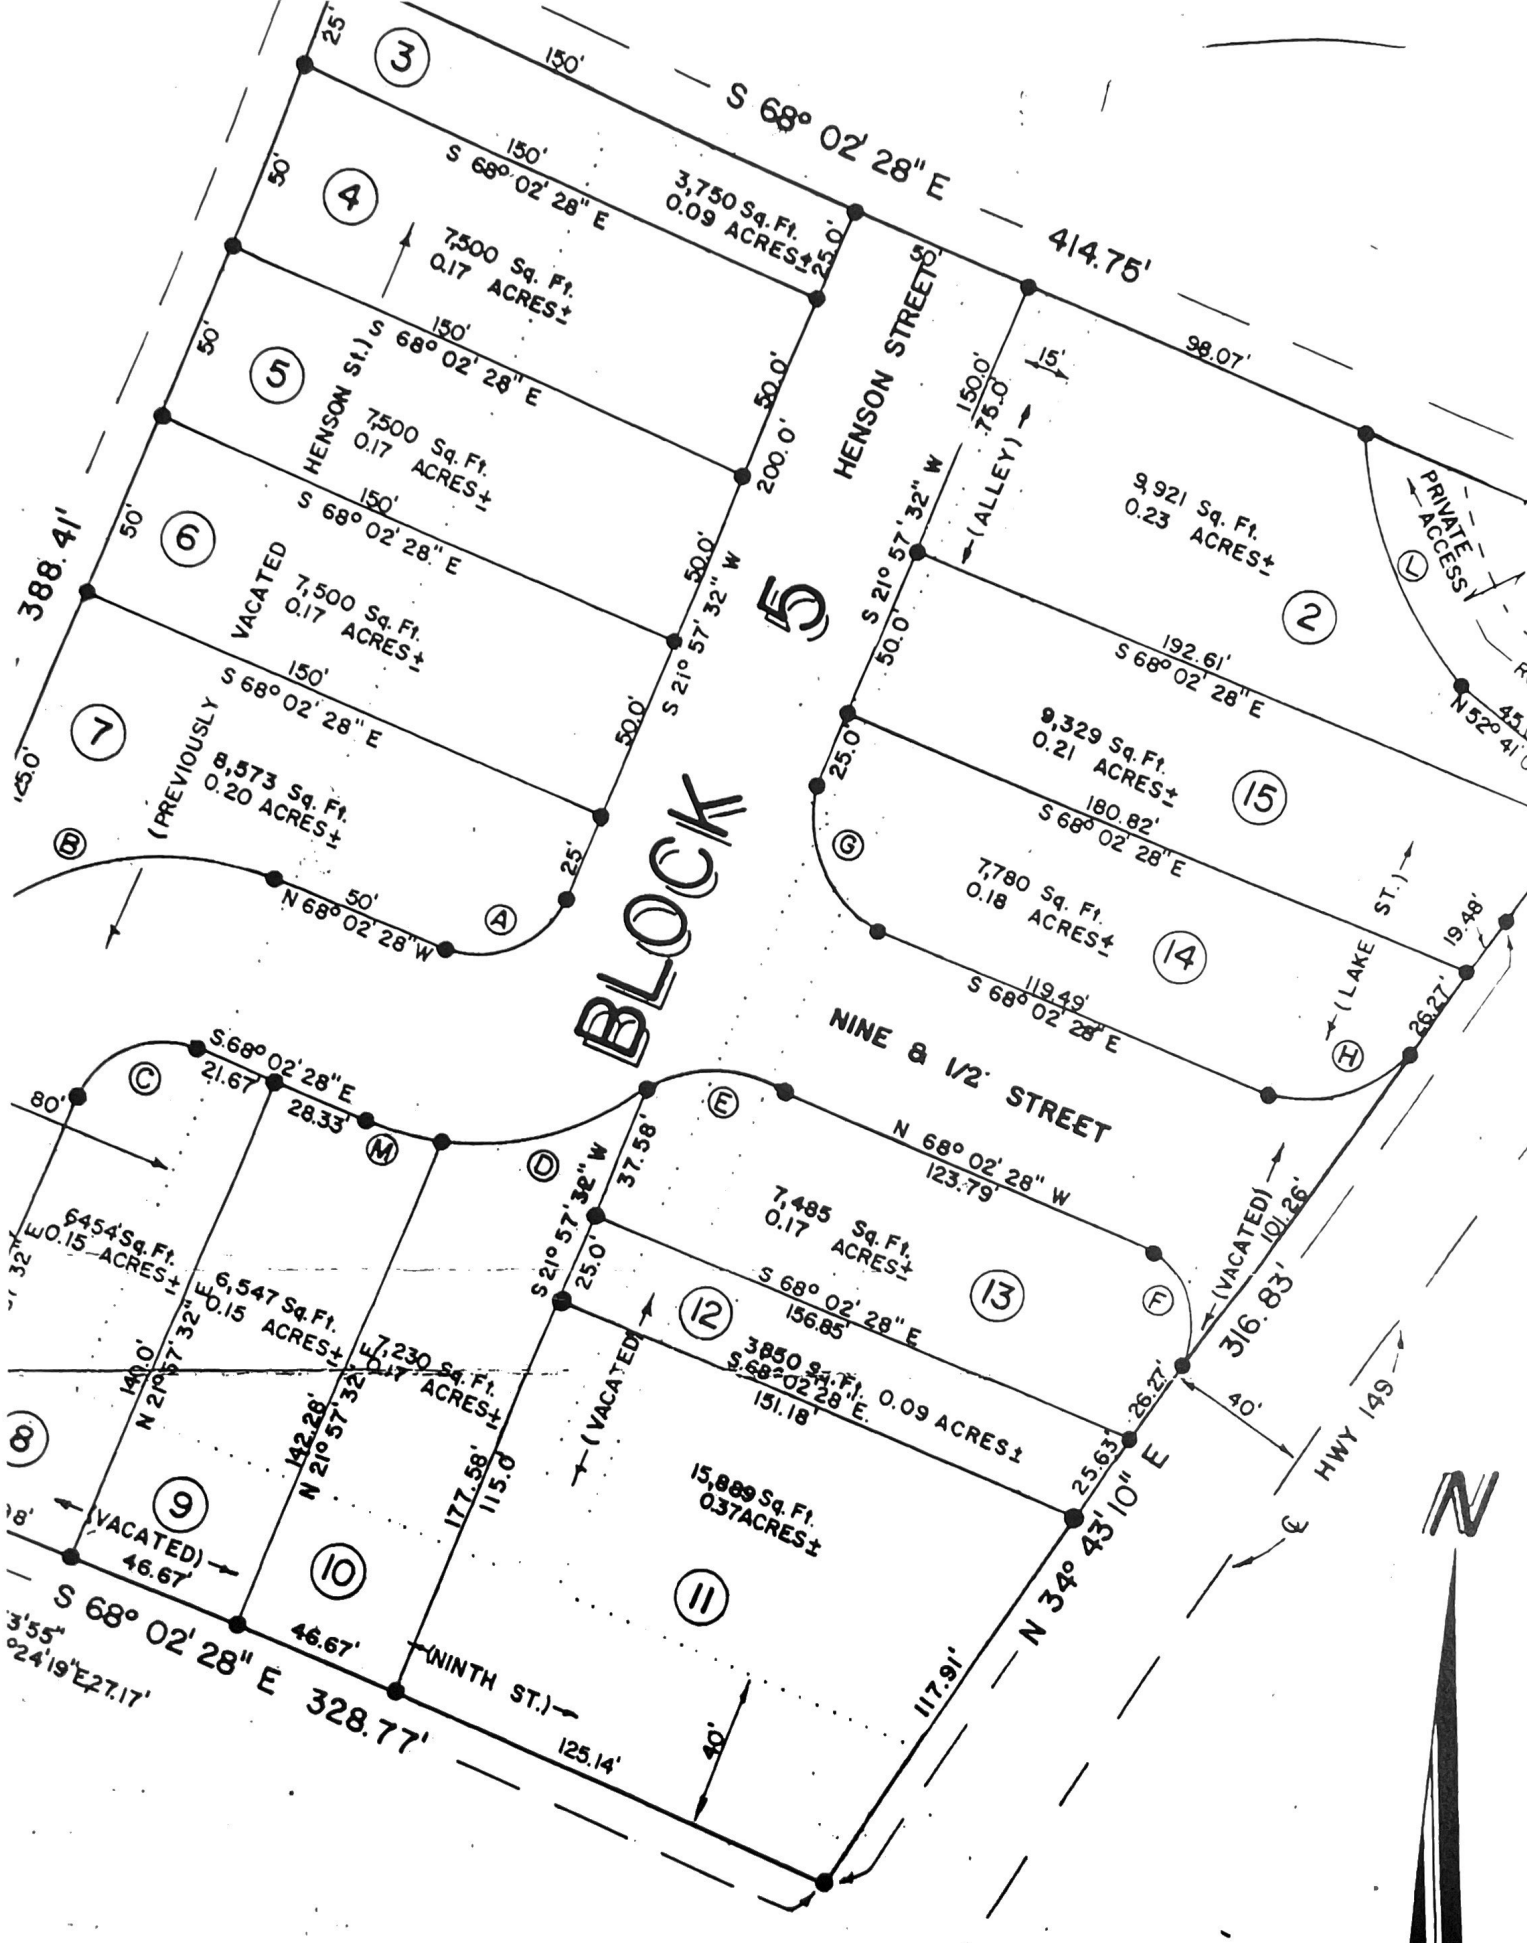 25'
3
150'
S 68° 02' 28" E
414.75'
150'
S 68° 02' 28" E
3,750 Sq. Ft.
0.09 ACRES±
25.0'
50'
HENSON STREET
50'
4
7,500 Sq. Ft.
0.17 ACRES±
98.07'
150.0'
75.0'
15'
(ALLEY)
50'
5
150'
S 68° 02' 28" E
50.0'
200.0'
HENSON St.)
7,500 Sq. Ft.
0.17 ACRES±
9,921 Sq. Ft.
0.23 ACRES±
PRIVATE
ACCESS
L
2
388.41'
50'
6
150'
S 68° 02' 28" E
50.0'
S 21° 57' 32" W
VACATED
7,500 Sq. Ft.
0.17 ACRES±
5
S 21° 57' 32" W
50.0'
192.61'
S 68° 02' 28" E
N 52° 41'
7
150'
S 68° 02' 28" E
50.0'
(PREVIOUSLY
8,573 Sq. Ft.
0.20 ACRES±
125.0'
B
50'
N 68° 02' 28" W
A
25'
BLOCK
25.0'
9,329 Sq. Ft.
0.21 ACRES±
15
180.82'
S 68° 02' 28" E
G
7,780 Sq. Ft.
0.18 ACRES±
14
(LAKE ST.)
19.48'
26.27'
119.49'
S 68° 02' 28" E
H
NINE & 1/2 STREET
C
80'
S 68° 02' 28" E
21.67'
28.33'
M
D
E
37.58'
S 21° 57' 32" W
25.0'
N 68° 02' 28" W
123.79'
7,485 Sq. Ft.
0.17 ACRES±
13
F
(VACATED)
101.26'
316.83'
S 68° 02' 28" E
156.85'
12
3850 Sq. Ft. 0.09 ACRES±
S 68° 02' 28" E
151.18'
26.27'
25.63'
40'
HWY 149
6454 Sq. Ft.
0.15 ACRES±
6,547 Sq. Ft.
0.15 ACRES±
7,230 Sq. Ft.
0.17 ACRES±
140.0'
N 21° 57' 32" E
142.28'
N 21° 57' 32" E
177.58'
115.0'
(VACATED)
15,889 Sq. Ft.
0.37 ACRES±
8
9
(VACATED)
46.67'
10
46.67'
11
N 34° 43' 10" E
117.91'
S 68° 02' 28" E 328.77'
(NINTH ST.)
125.14'
40'
3'55"
°24'19"E 27.17'
N